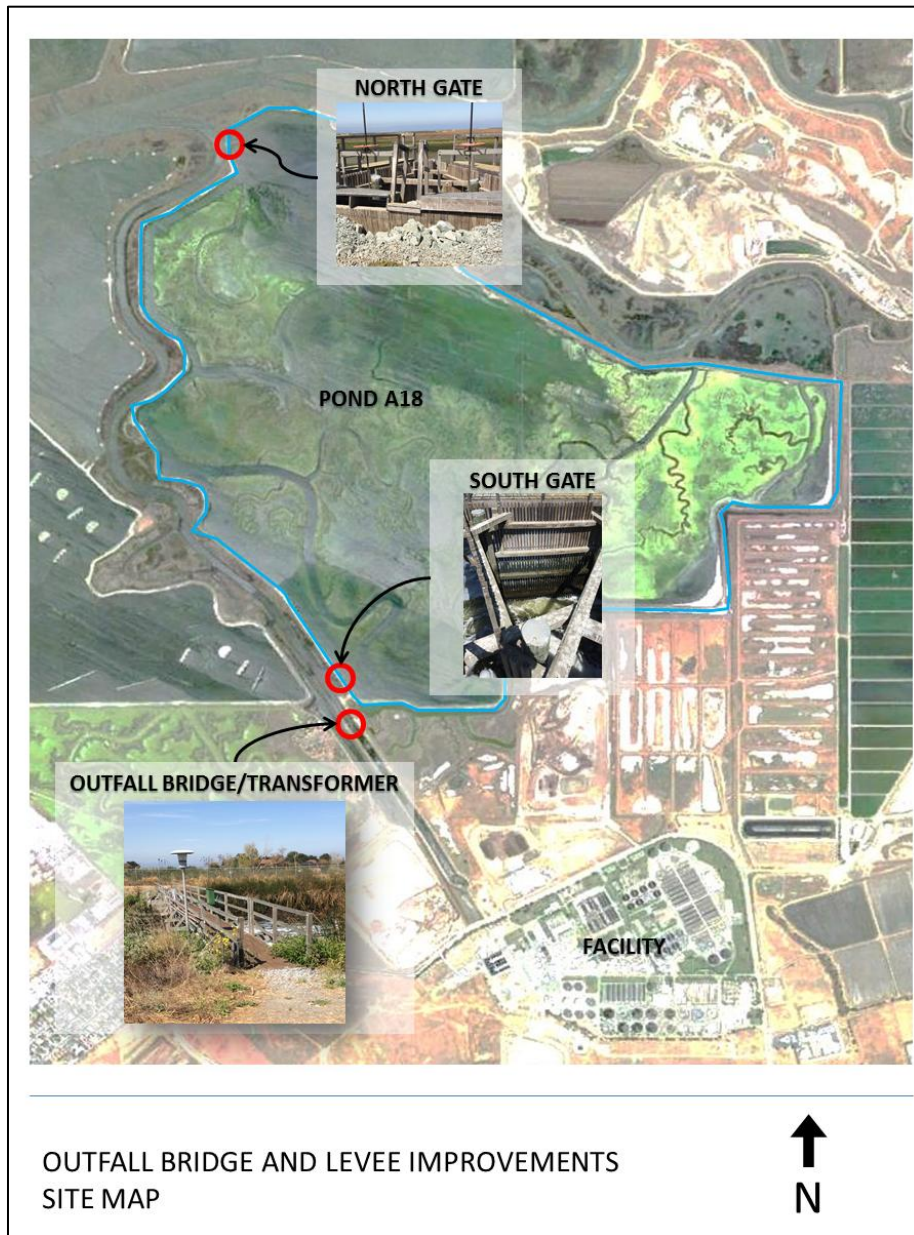 NORTH GATE
POND A18
SOUTH GATE
OUTFALL BRIDGE/TRANSFORMER
FACILITY
OUTFALL BRIDGE AND LEVEE IMPROVEMENTS
SITE MAP
N